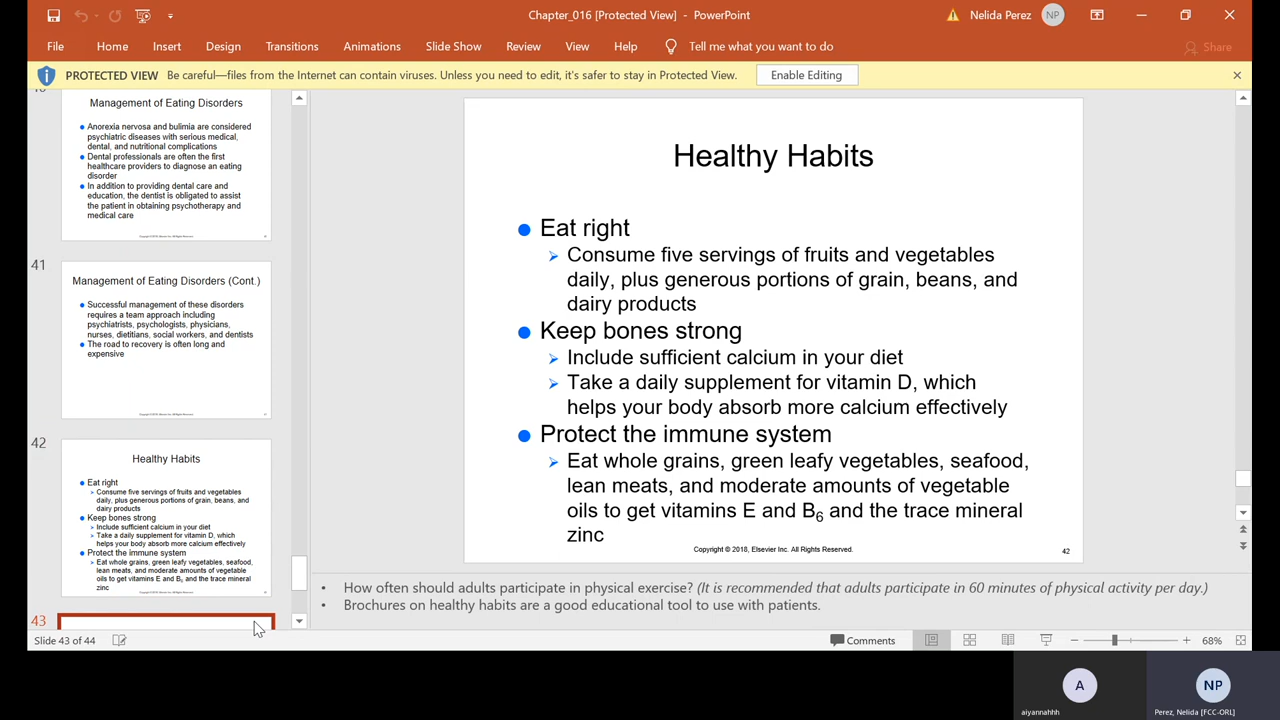 Chapter_016 [Protected View] - PowerPoint
Nelida Perez
NP
File Home Insert Design Transitions Animations Slide Show Review View Help Tell me what you want to do
Share
PROTECTED VIEW Be careful—files from the Internet can contain viruses. Unless you need to edit, it's safer to stay in Protected View.
Enable Editing
Management of Eating Disorders
Anorexia nervosa and bulimia are considered
psychiatric diseases with serious medical,
dental, and nutritional complications
Dental professionals are often the first
healthcare providers to diagnose an eating
disorder
In addition to providing dental care and
education, the dentist is obligated to assist
the patient in obtaining psychotherapy and
medical care
41
Management of Eating Disorders (Cont.)
Successful management of these disorders
requires a team approach including
psychiatrists, psychologists, physicians,
nurses, dietitians, social workers, and dentists
The road to recovery is often long and
expensive
42
Healthy Habits
Eat right
Consume five servings of fruits and vegetables
daily, plus generous portions of grain, beans, and
dairy products
Keep bones strong
Include sufficient calcium in your diet
Take a daily supplement for vitamin D, which
helps your body absorb more calcium effectively
Protect the immune system
Eat whole grains, green leafy vegetables, seafood,
lean meats, and moderate amounts of vegetable
oils to get vitamins E and B6 and the trace mineral
zinc
43
Healthy Habits
Eat right
Consume five servings of fruits and vegetables
daily, plus generous portions of grain, beans, and
dairy products
Keep bones strong
Include sufficient calcium in your diet
Take a daily supplement for vitamin D, which
helps your body absorb more calcium effectively
Protect the immune system
Eat whole grains, green leafy vegetables, seafood,
lean meats, and moderate amounts of vegetable
oils to get vitamins E and B6 and the trace mineral
zinc
Copyright © 2018, Elsevier Inc. All Rights Reserved.
42
• How often should adults participate in physical exercise? (It is recommended that adults participate in 60 minutes of physical activity per day.)
• Brochures on healthy habits are a good educational tool to use with patients.
Slide 43 of 44
Comments
68%
A
aiyannahhh
NP
Perez, Nelida [FCC-ORL]